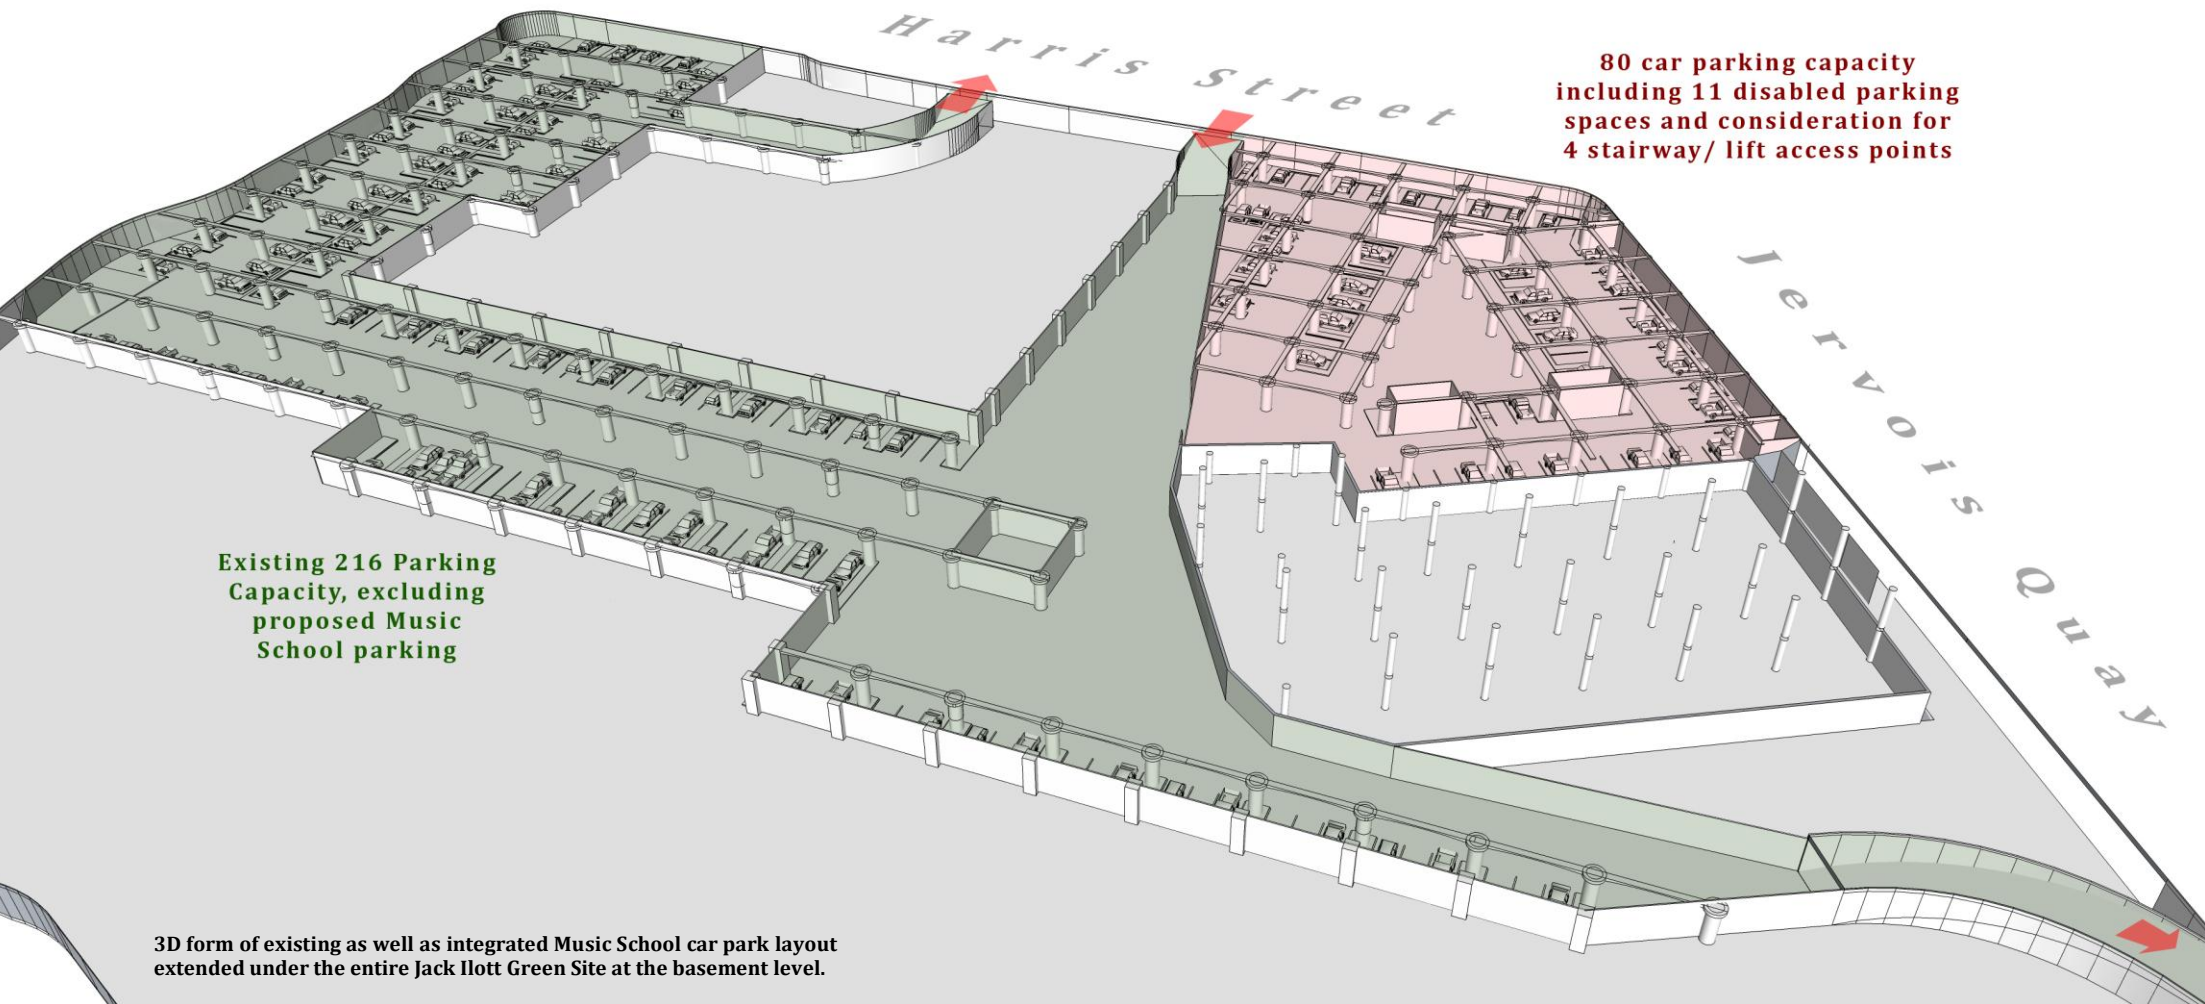 Harris Street
80 car parking capacity
including 11 disabled parking
spaces and consideration for
4 stairway/ lift access points
Jervois Quay
Existing 216 Parking
Capacity, excluding
proposed Music
School parking
3D form of existing as well as integrated Music School car park layout
extended under the entire Jack Ilott Green Site at the basement level.